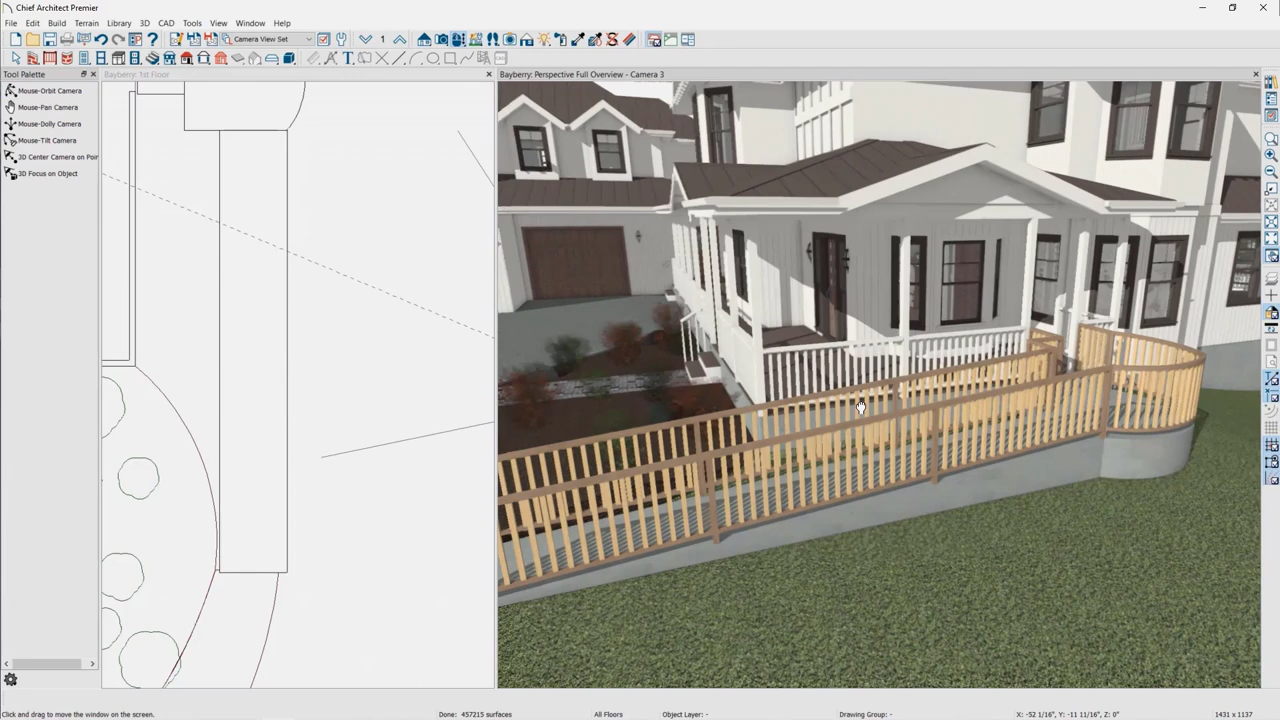 Chief Architect Premier
File Edit Build Terrain Library 3D CAD Tools View Window Help
Camera View Set 1
Tool Palette
Bayberry: 1st Floor
Bayberry: Perspective Full Overview - Camera 3
Mouse-Orbit Camera
Mouse-Pan Camera
Mouse-Dolly Camera
Mouse-Tilt Camera
3D Center Camera on Poin
3D Focus on Object
Click and drag to move the window on the screen.
Done: 457215 surfaces
All Floors
Object Layer: -
Drawing Group: -
X: -52 1/16", Y: -11 11/16", Z: 0"
1431 x 1137